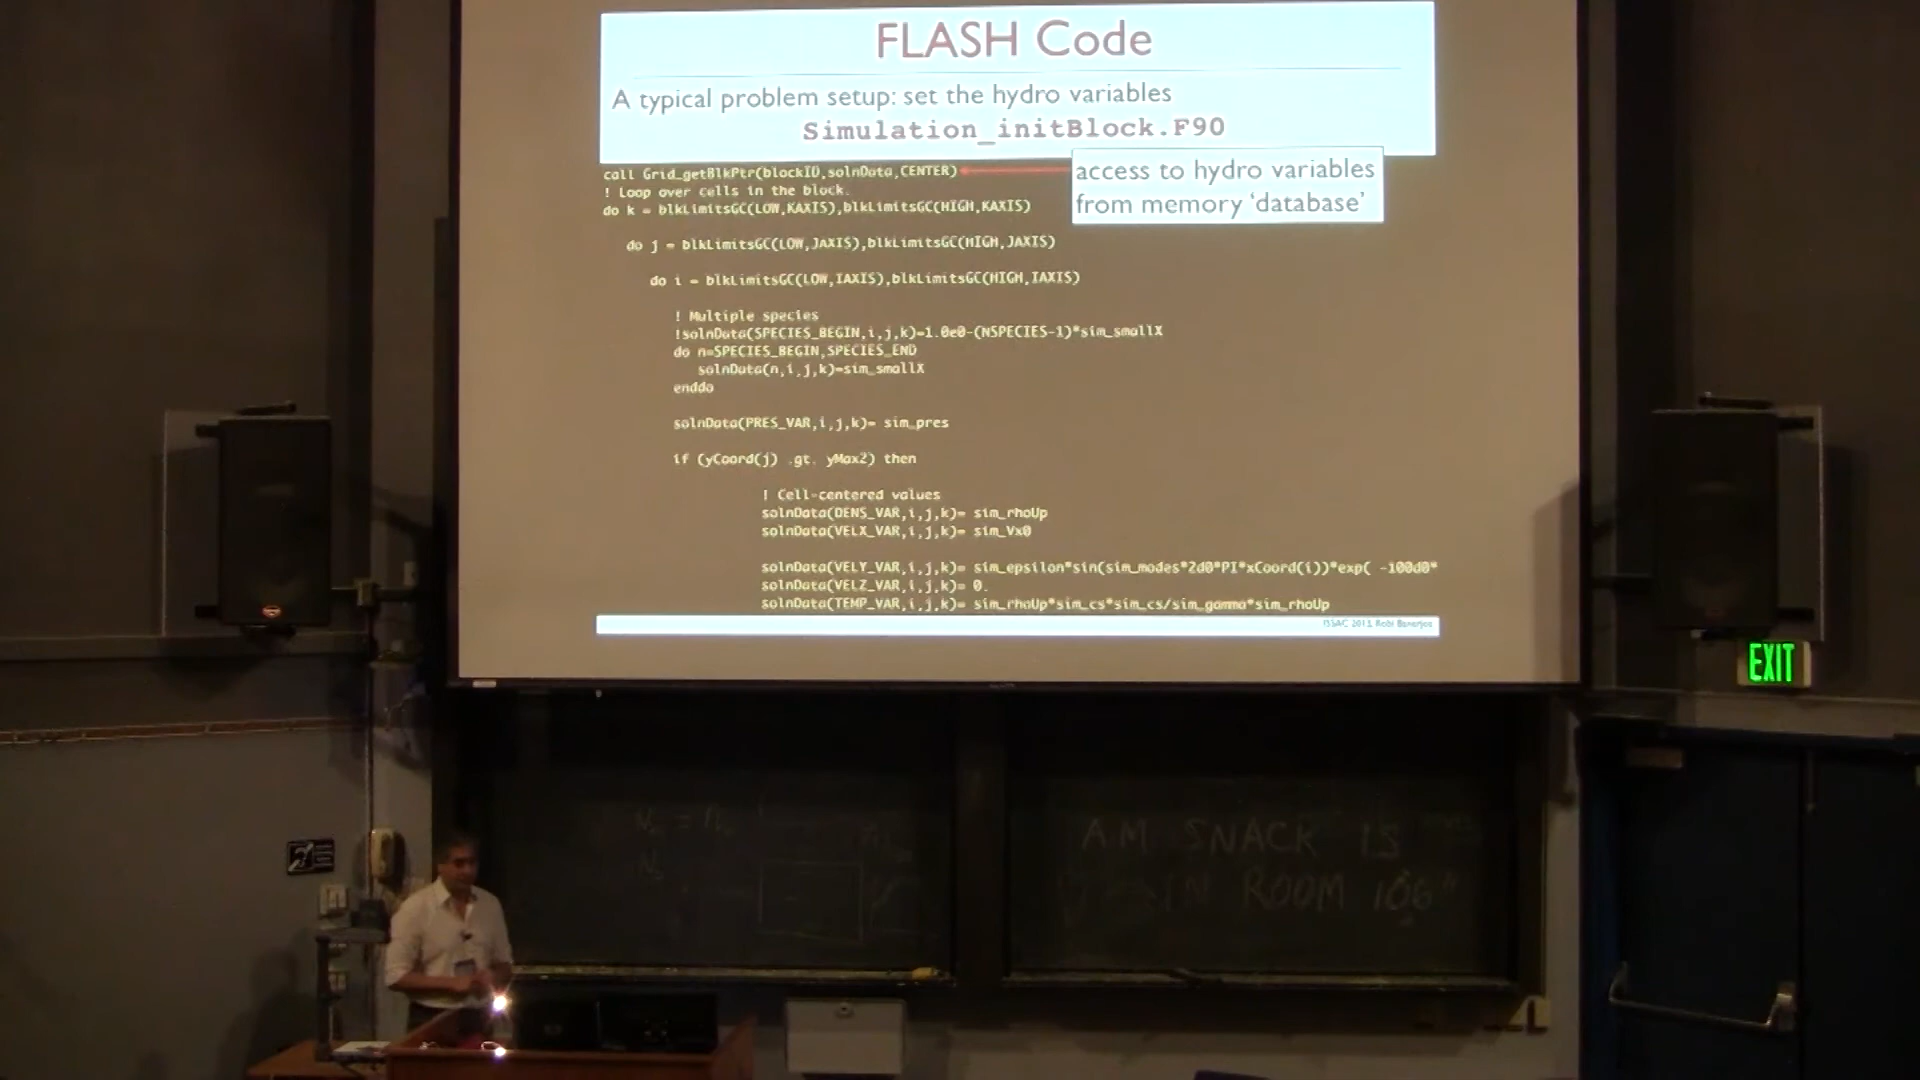 FLASH Code
A typical problem setup: set the hydro variables
Simulation_initBlock.F90
call Grid_getBlkPtr(blockID,solnData,CENTER)
access to hydro variables
from memory ‘database’
! Loop over cells in the block.
do k = blkLimitsGC(LOW,KAXIS),blkLimitsGC(HIGH,KAXIS)
do j = blkLimitsGC(LOW,JAXIS),blkLimitsGC(HIGH,JAXIS)
do i = blkLimitsGC(LOW,IAXIS),blkLimitsGC(HIGH,IAXIS)
! Multiple species
!solnData(SPECIES_BEGIN,i,j,k)=1.0e0-(NSPECIES-1)*sim_smallX
do n=SPECIES_BEGIN,SPECIES_END
solnData(n,i,j,k)=sim_smallX
enddo
solnData(PRES_VAR,i,j,k)= sim_pres
if (yCoord(j) .gt. yMax2) then
! Cell-centered values
solnData(DENS_VAR,i,j,k)= sim_rhoUp
solnData(VELX_VAR,i,j,k)= sim_Vx0
solnData(VELY_VAR,i,j,k)= sim_epsilon*sin(sim_modes*2d0*PI*xCoord(i))*exp( -100d0*
solnData(VELZ_VAR,i,j,k)= 0.
solnData(TEMP_VAR,i,j,k)= sim_rhoUp*sim_cs*sim_cs/sim_gamma*sim_rhoUp
ISSAC 2013, Robi Banerjee
EXIT
A.M SNACK IS
IN ROOM 106